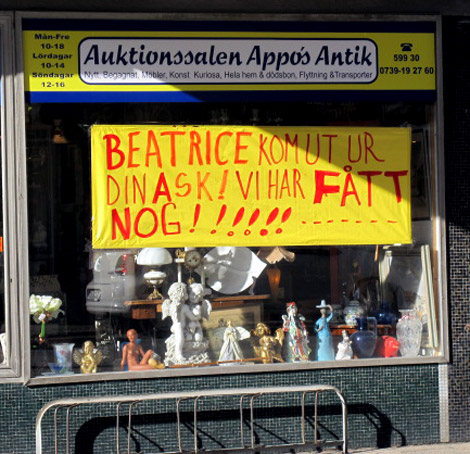 Mån-Fre
10-18
Lördagar
10-14
Söndagar
12-16
Auktionssalen Appo's Antik
Nytt, Begagnat, Möbler, Konst Kuriosa, Hela hem & dödsbon, Flyttning &Transporter
☎
599 30
0739-19 27 60
BEATRICE KOM UT UR
DIN ASK! VI HAR FÅTT
NOG!!!!!!! --------